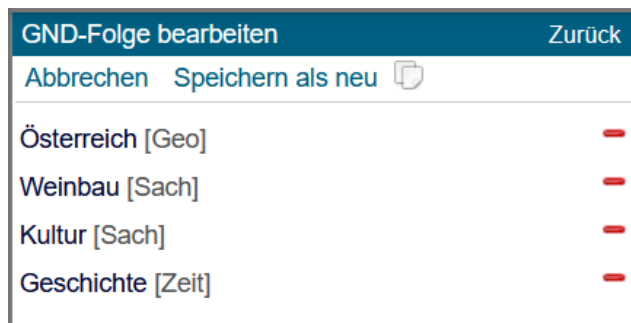 GND-Folge bearbeiten Zurück
Abbrechen Speichern als neu
Österreich [Geo]
Weinbau [Sach]
Kultur [Sach]
Geschichte [Zeit]